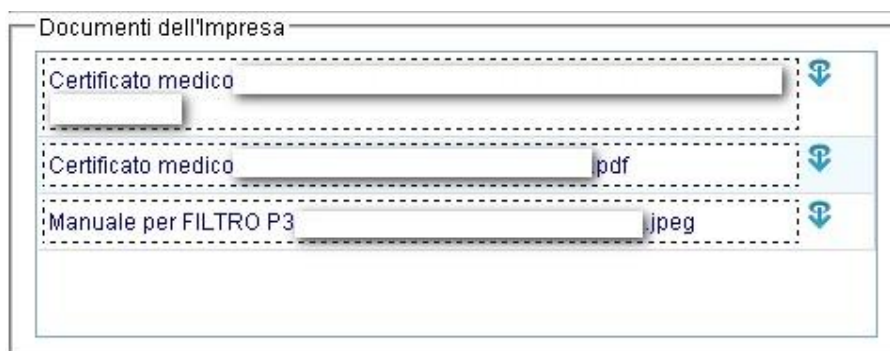 Documenti dell'Impresa
Certificato medico
Certificato medico pdf
Manuale per FILTRO P3 .jpeg